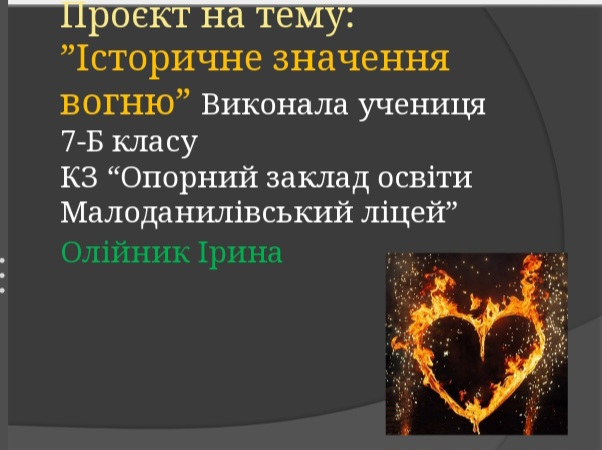 Проєкт на тему:
”Історичне значення
вогню” Виконала учениця
7-Б класу
КЗ “Опорний заклад освіти
Малоданилівський ліцей”
Олійник Ірина